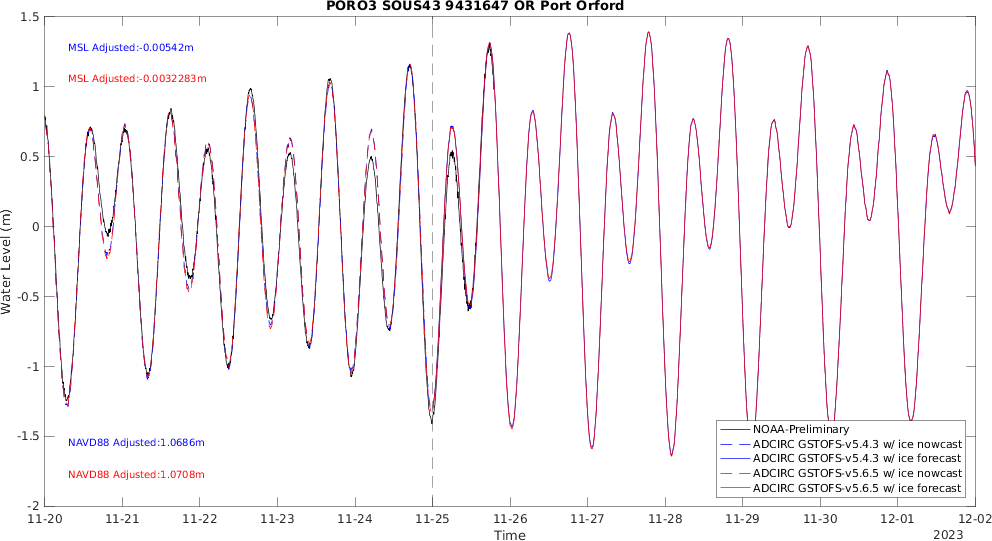 PORO3 SOUS43 9431647 OR Port Orford
1.5
MSL Adjusted:-0.00542m
MSL Adjusted:-0.0032283m
1
0.5
0
Water Level (m)
-0.5
-1
-1.5
NAVD88 Adjusted:1.0686m
NAVD88 Adjusted:1.0708m
-2
NOAA-Preliminary
ADCIRC GSTOFS-v5.4.3 w/ ice nowcast
ADCIRC GSTOFS-v5.4.3 w/ ice forecast
ADCIRC GSTOFS-v5.6.5 w/ ice nowcast
ADCIRC GSTOFS-v5.6.5 w/ ice forecast
11-20 11-21 11-22 11-23 11-24 11-25 11-26 11-27 11-28 11-29 11-30 12-01 12-02
Time
2023